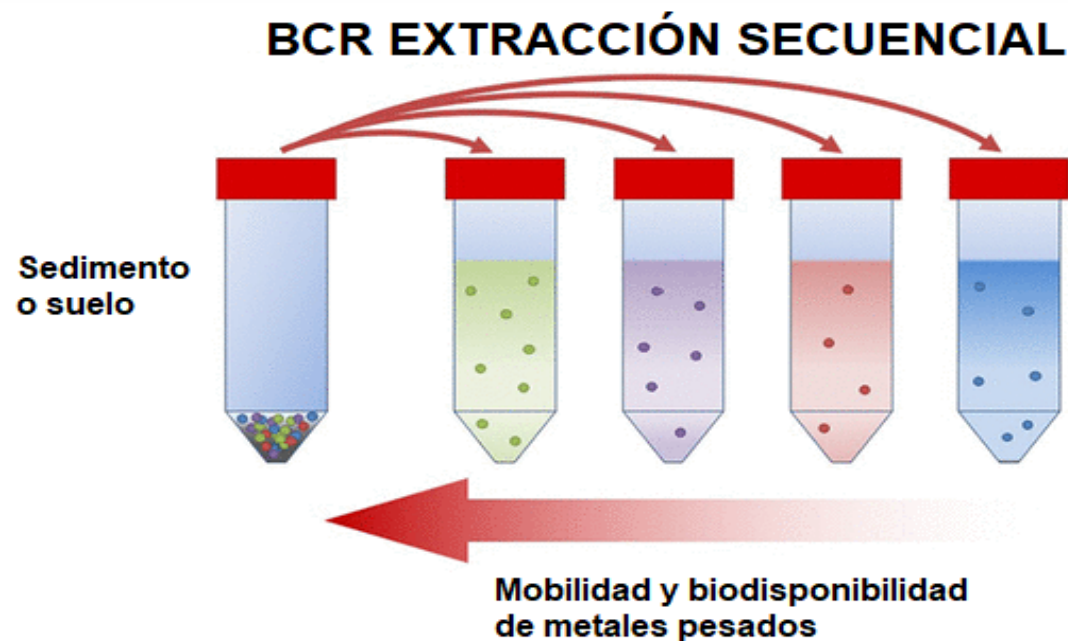 BCR EXTRACCIÓN SECUENCIAL
Sedimento
o suelo
Mobilidad y biodisponibilidad
de metales pesados